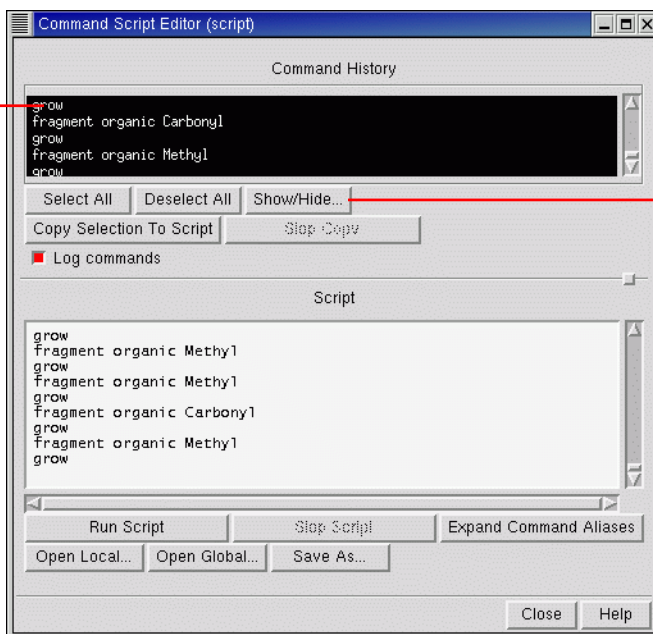 Command Script Editor (script)
Command History
grow
fragment organic Carbonyl
grow
fragment organic Methyl
grow
Select All Deselect All Show/Hide...
Copy Selection To Script Stop Copy
Log commands
Script
grow
fragment organic Methyl
grow
fragment organic Methyl
grow
fragment organic Carbonyl
grow
fragment organic Methyl
grow
Run Script Stop Script Expand Command Aliases
Open Local... Open Global... Save As...
Close Help